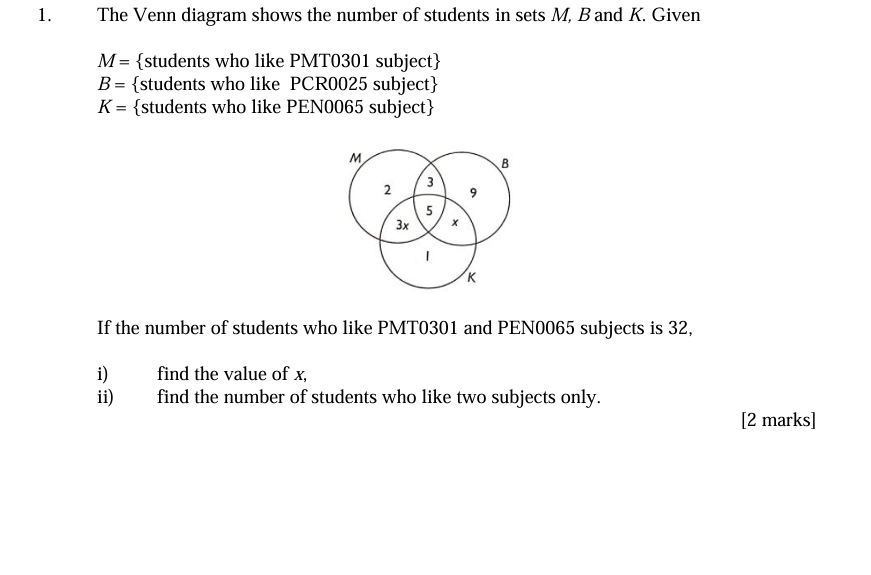 1. The Venn diagram shows the number of students in sets M, B and K. Given
M = {students who like PMT0301 subject}
B = {students who like PCR0025 subject}
K = {students who like PEN0065 subject}
M
B
3
2
9
5
3x
x
1
K
If the number of students who like PMT0301 and PEN0065 subjects is 32,
i) find the value of x,
ii) find the number of students who like two subjects only.
[2 marks]